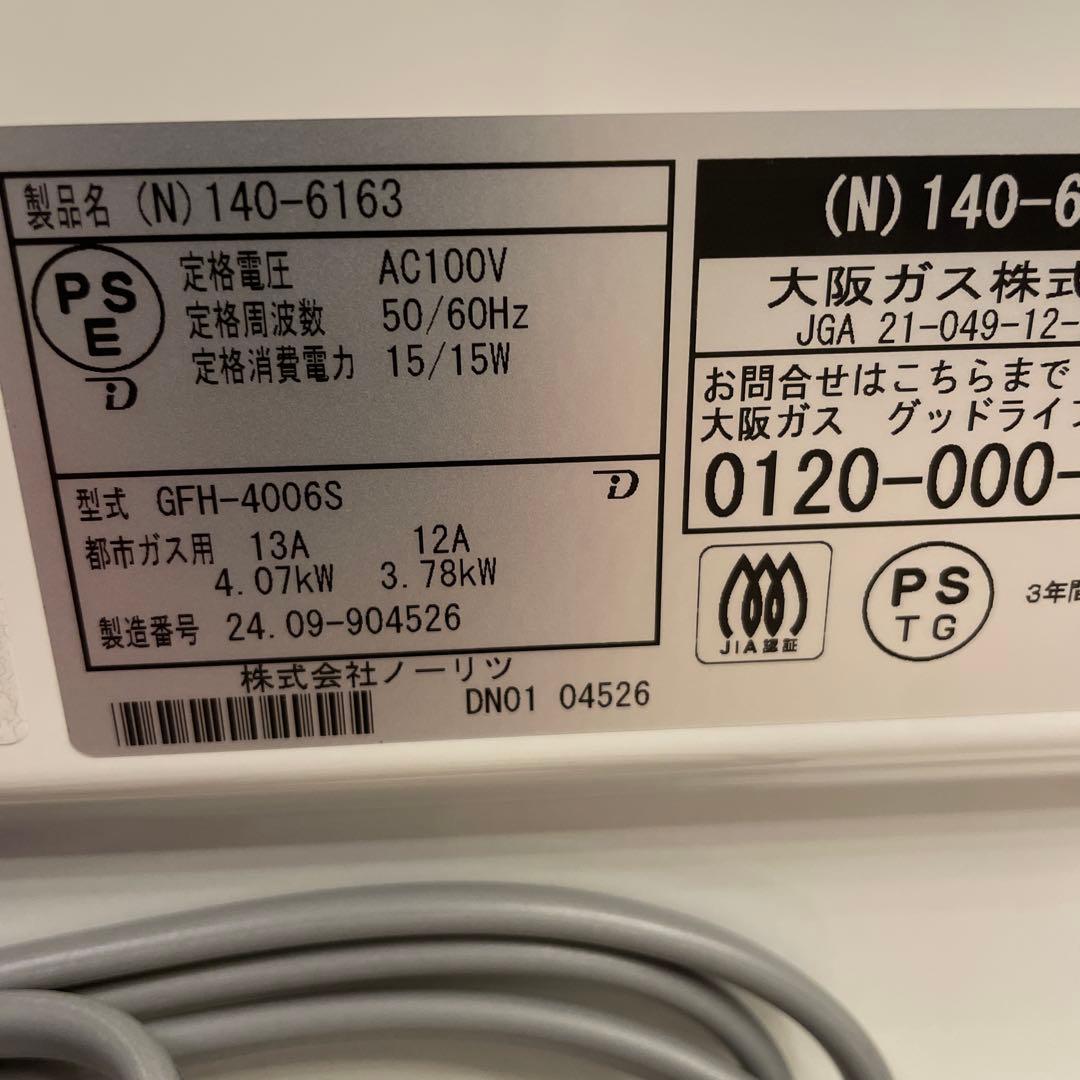 製品名 (N) 140-6163
PS
E
定格電圧 AC100V
定格周波数 50/60Hz
定格消費電力 15/15W
型式 GFH-4006S
都市ガス用 13A 12A
4.07kW 3.78kW
製造番号 24.09-904526
株式会社ノーリツ
DN01 04526
(N) 140-6
大阪ガス株式
JGA 21-049-12-
お問合せはこちらまで
大阪ガス グッドライフ
0120-000-
JIA認証
PS
TG
3年間